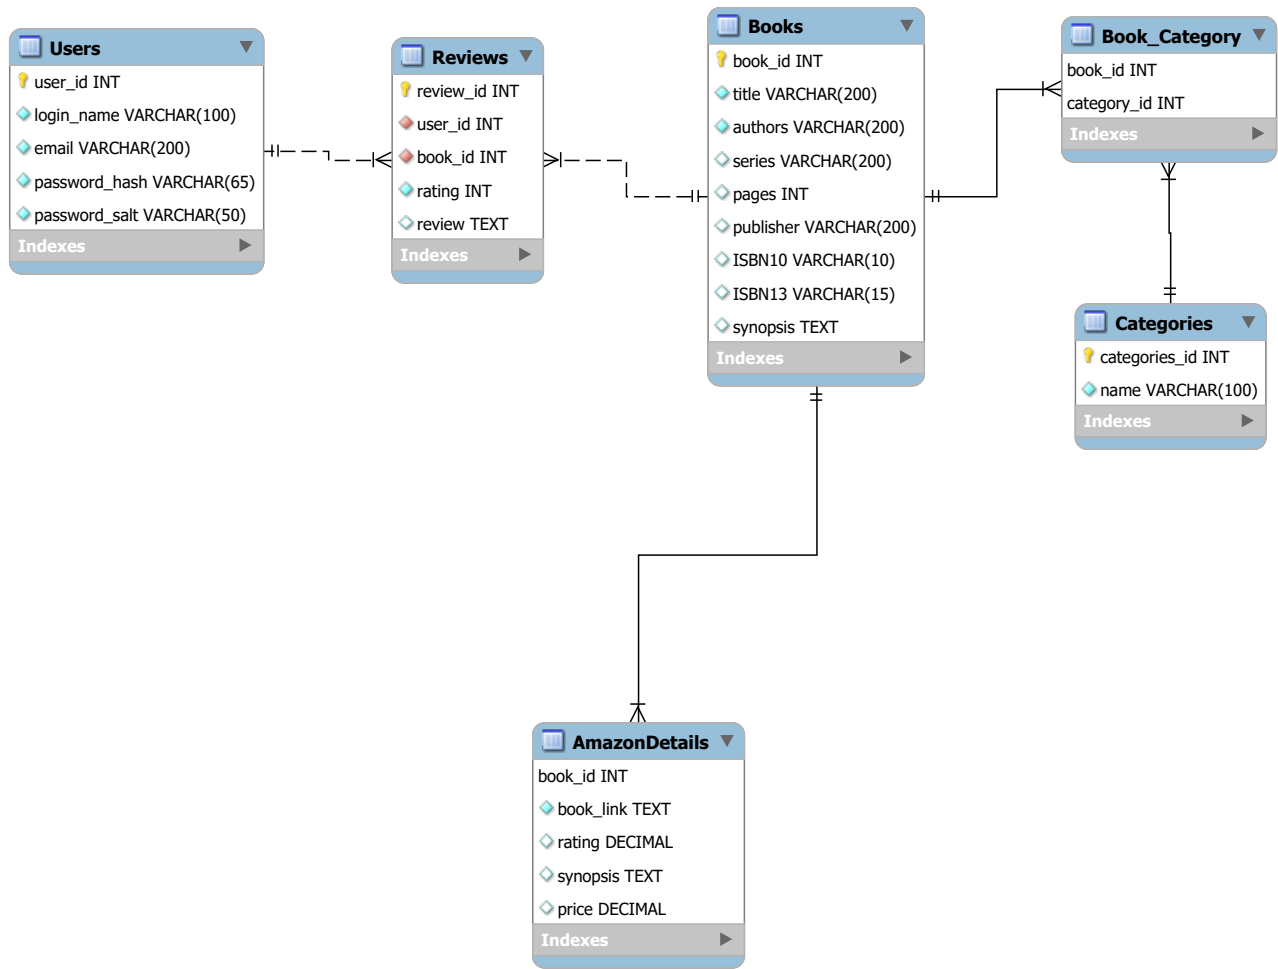 Users
user_id INT
login_name VARCHAR(100)
email VARCHAR(200)
password_hash VARCHAR(65)
password_salt VARCHAR(50)
Indexes
Reviews
review_id INT
user_id INT
book_id INT
rating INT
review TEXT
Indexes
Books
book_id INT
title VARCHAR(200)
authors VARCHAR(200)
series VARCHAR(200)
pages INT
publisher VARCHAR(200)
ISBN10 VARCHAR(10)
ISBN13 VARCHAR(15)
synopsis TEXT
Indexes
Book_Category
book_id INT
category_id INT
Indexes
Categories
categories_id INT
name VARCHAR(100)
Indexes
AmazonDetails
book_id INT
book_link TEXT
rating DECIMAL
synopsis TEXT
price DECIMAL
Indexes